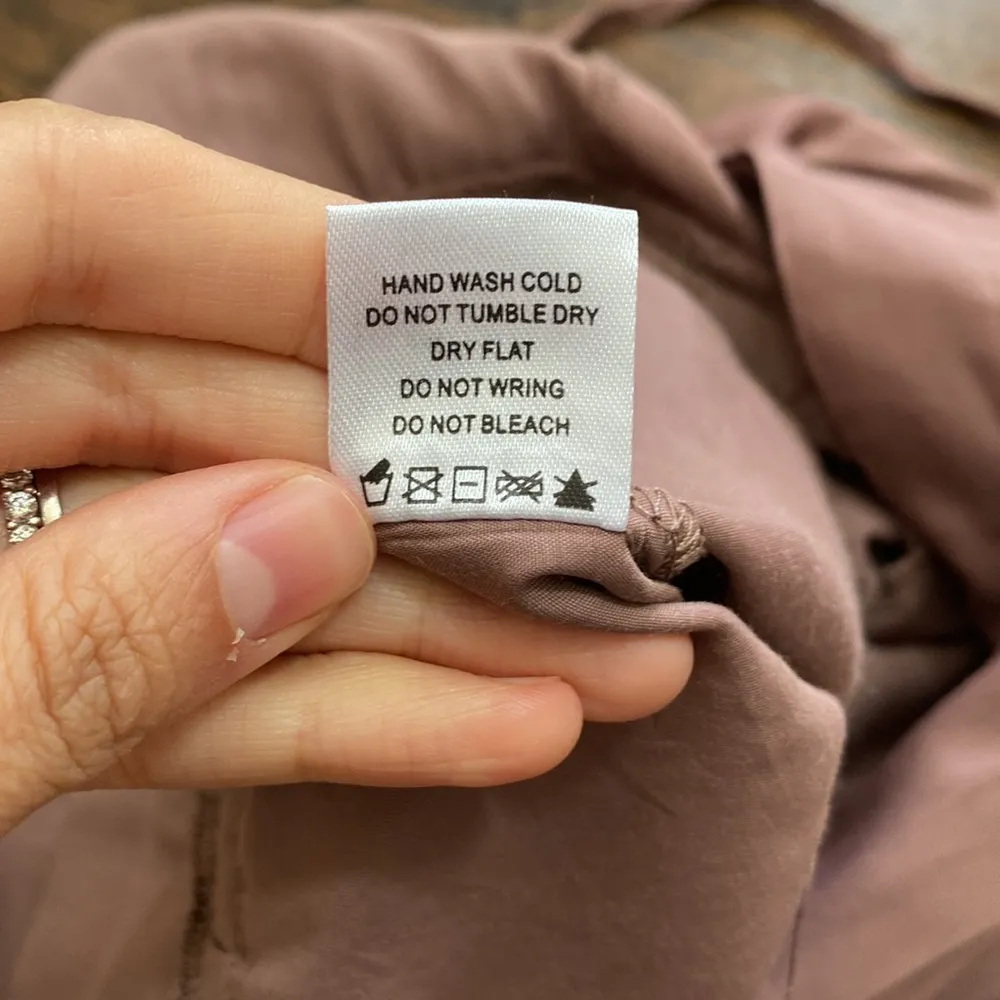 HAND WASH COLD
DO NOT TUMBLE DRY
DRY FLAT
DO NOT WRING
DO NOT BLEACH